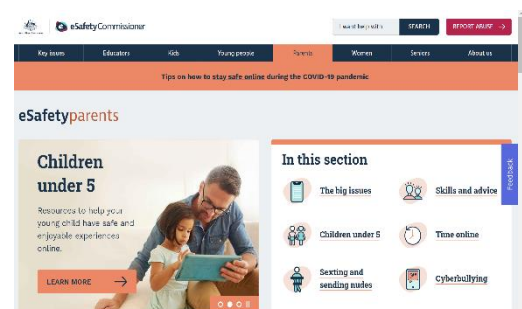 eSafetyCommissioner
I want help with
SEARCH
REPORT ABUSE →
Key issues
Educators
Kids
Young people
Parents
Women
Seniors
About us
Tips on how to stay safe online during the COVID-19 pandemic
eSafetyparents
Children
under 5
Resources to help your
young child have safe and
enjoyable experiences
online.
LEARN MORE →
In this section
The big issues
Skills and advice
Children under 5
Time online
Sexting and
sending nudes
Cyberbullying
Feedback